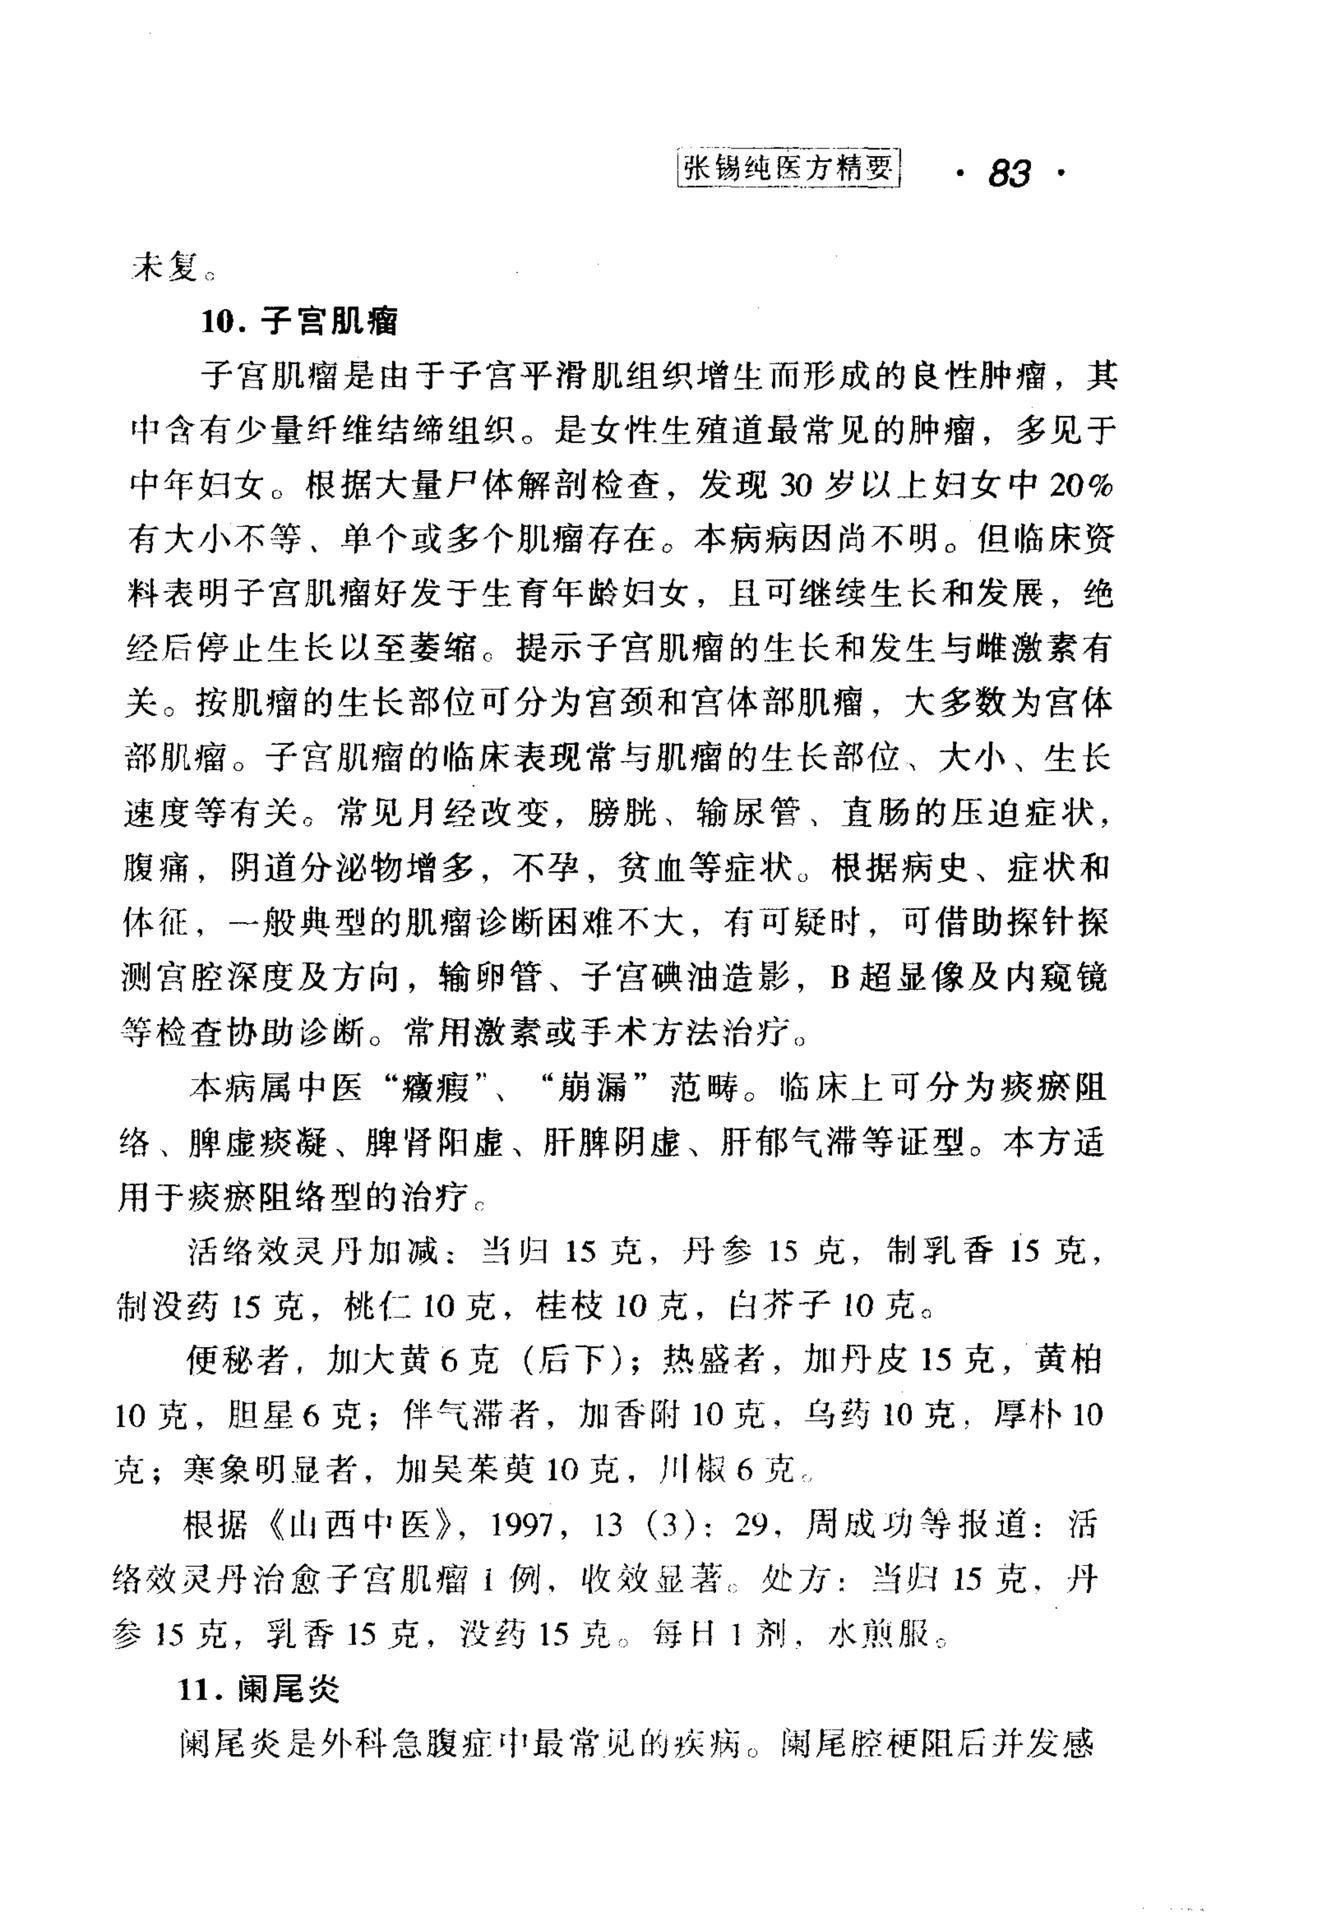 张锡纯医方精要 · 83 ·
未复。
10. 子宫肌瘤
子宫肌瘤是由于子宫平滑肌组织增生而形成的良性肿瘤，其
中含有少量纤维结缔组织。是女性生殖道最常见的肿瘤，多见于
中年妇女。根据大量尸体解剖检查，发现 30 岁以上妇女中 20%
有大小不等、单个或多个肌瘤存在。本病病因尚不明。但临床资
料表明子宫肌瘤好发于生育年龄妇女，且可继续生长和发展，绝
经后停止生长以至萎缩。提示子宫肌瘤的生长和发生与雌激素有
关。按肌瘤的生长部位可分为宫颈和宫体部肌瘤，大多数为宫体
部肌瘤。子宫肌瘤的临床表现常与肌瘤的生长部位、大小、生长
速度等有关。常见月经改变，膀胱、输尿管、直肠的压迫症状，
腹痛，阴道分泌物增多，不孕，贫血等症状。根据病史、症状和
体征，一般典型的肌瘤诊断困难不大，有可疑时，可借助探针探
测宫腔深度及方向，输卵管、子宫碘油造影，B 超显像及内窥镜
等检查协助诊断。常用激素或手术方法治疗。
本病属中医“癥瘕”、“崩漏”范畴。临床上可分为痰瘀阻
络、脾虚痰凝、脾肾阳虚、肝脾阴虚、肝郁气滞等证型。本方适
用于痰瘀阻络型的治疗。
活络效灵丹加减：当归 15 克，丹参 15 克，制乳香 15 克，
制没药 15 克，桃仁 10 克，桂枝 10 克，白芥子 10 克。
便秘者，加大黄 6 克（后下）；热盛者，加丹皮 15 克，黄柏
10 克，胆星 6 克；伴气滞者，加香附 10 克，乌药 10 克，厚朴 10
克；寒象明显者，加吴茱萸 10 克，川椒 6 克。
根据《山西中医》，1997，13（3）：29，周成功等报道：活
络效灵丹治愈子宫肌瘤 1 例，收效显著。处方：当归 15 克，丹
参 15 克，乳香 15 克，没药 15 克。每日 1 剂，水煎服。
11. 阑尾炎
阑尾炎是外科急腹症中最常见的疾病。阑尾腔梗阻后并发感